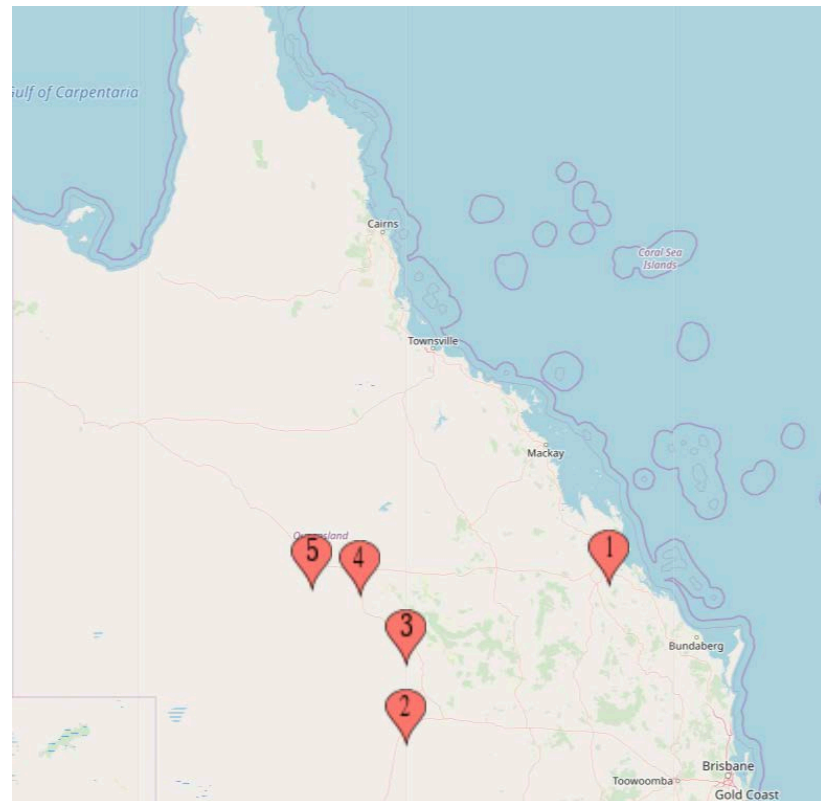 ulf of Carpentaria
Cairns
Coral Sea
Islands
Townsville
Mackay
Queensland
5
4
1
3
Bundaberg
2
Brisbane
Toowoomba
Gold Coast